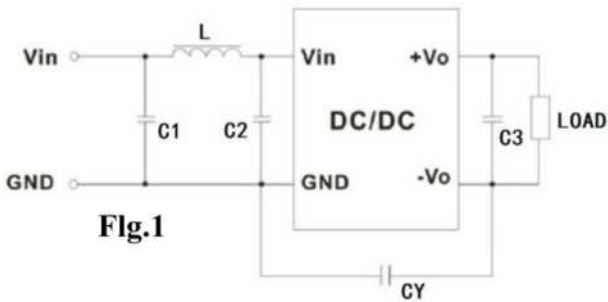 L
Vin Vin +Vo
C1 C2 DC/DC C3 LOAD
GND GND -Vo
Flg.1
CY